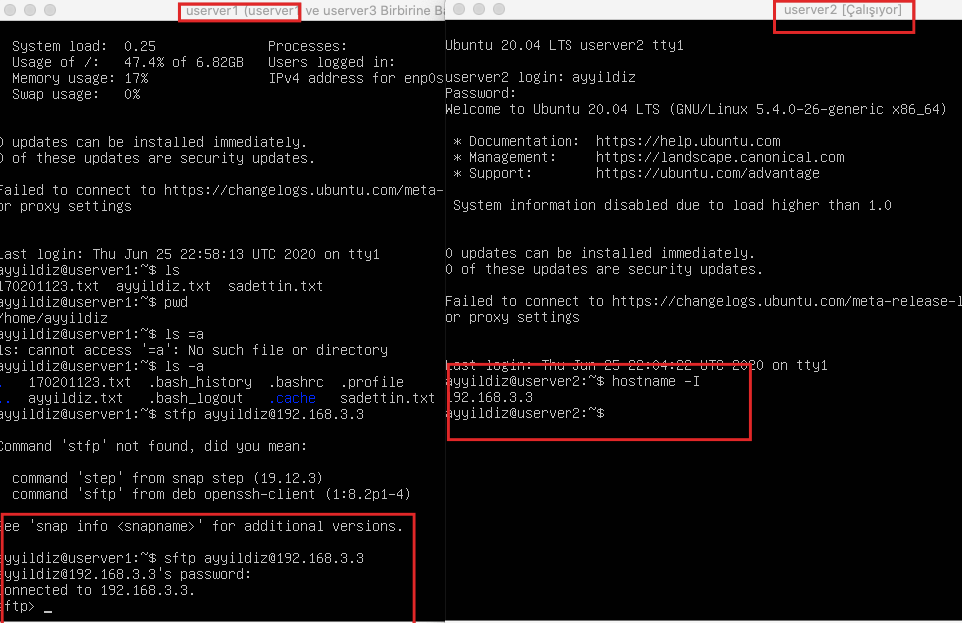 userver1 (userver1 ve userver3 Birbirine Ba
System load: 0.25 Processes:
Usage of /: 47.4% of 6.82GB Users logged in:
Memory usage: 17% IPv4 address for enp0s
Swap usage: 0%
0 updates can be installed immediately.
0 of these updates are security updates.
Failed to connect to https://changelogs.ubuntu.com/meta-
or proxy settings
Last login: Thu Jun 25 22:58:13 UTC 2020 on tty1
ayyildiz@userver1:~$ ls
170201123.txt ayyildiz.txt sadettin.txt
ayyildiz@userver1:~$ pwd
/home/ayyildiz
ayyildiz@userver1:~$ ls =a
ls: cannot access '=a': No such file or directory
ayyildiz@userver1:~$ ls -a
. 170201123.txt .bash_history .bashrc .profile
.. ayyildiz.txt .bash_logout .cache sadettin.txt
ayyildiz@userver1:~$ stfp ayyildiz@192.168.3.3
Command 'stfp' not found, did you mean:
command 'step' from snap step (19.12.3)
command 'sftp' from deb openssh-client (1:8.2p1-4)
See 'snap info <snapname>' for additional versions.
ayyildiz@userver1:~$ sftp ayyildiz@192.168.3.3
ayyildiz@192.168.3.3's password:
Connected to 192.168.3.3.
sftp> _
userver2 [Çalışıyor]
Ubuntu 20.04 LTS userver2 tty1
userver2 login: ayyildiz
Password:
Welcome to Ubuntu 20.04 LTS (GNU/Linux 5.4.0-26-generic x86_64)
* Documentation: https://help.ubuntu.com
* Management: https://landscape.canonical.com
* Support: https://ubuntu.com/advantage
System information disabled due to load higher than 1.0
0 updates can be installed immediately.
0 of these updates are security updates.
Failed to connect to https://changelogs.ubuntu.com/meta-release-l
or proxy settings
Last login: Thu Jun 25 22:04:22 UTC 2020 on tty1
ayyildiz@userver2:~$ hostname -I
192.168.3.3
ayyildiz@userver2:~$